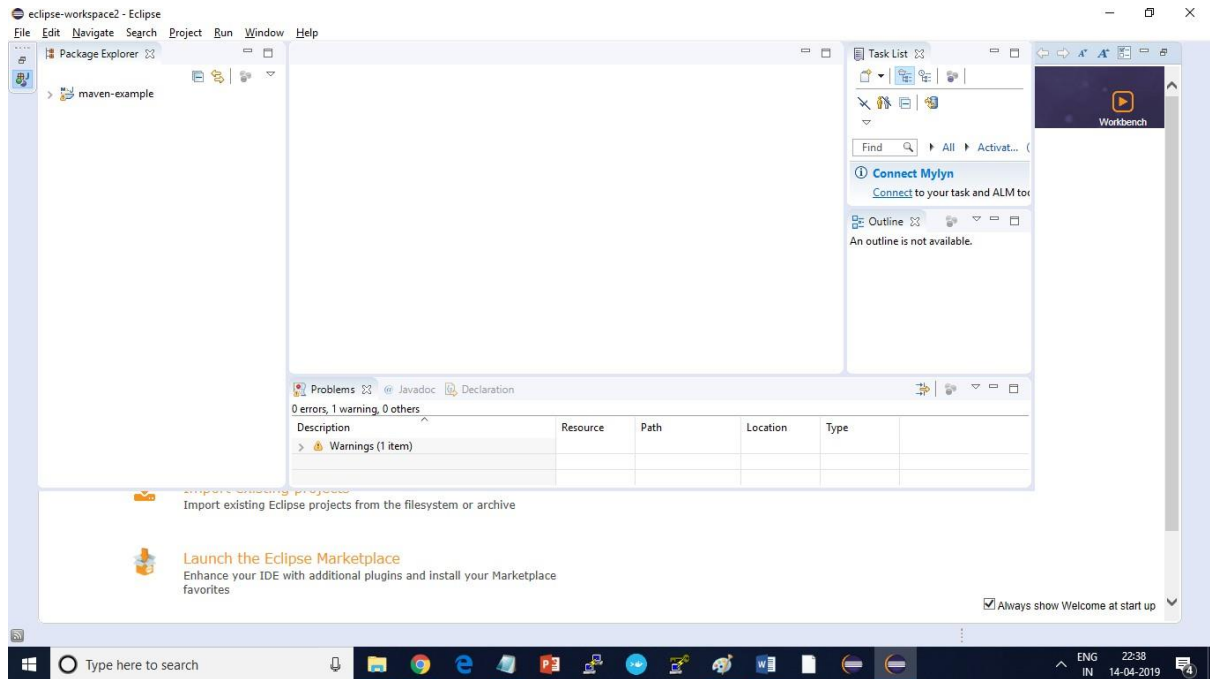 eclipse-workspace2 - Eclipse
File Edit Navigate Search Project Run Window Help
Package Explorer
maven-example
Task List
Find All Activat...
Connect Mylyn
Connect to your task and ALM too
Outline
An outline is not available.
Workbench
Problems Javadoc Declaration
0 errors, 1 warning, 0 others
Description Resource Path Location Type
Warnings (1 item)
Import existing projects
Import existing Eclipse projects from the filesystem or archive
Launch the Eclipse Marketplace
Enhance your IDE with additional plugins and install your Marketplace
favorites
Always show Welcome at start up
Type here to search
ENG 22:38
IN 14-04-2019
4